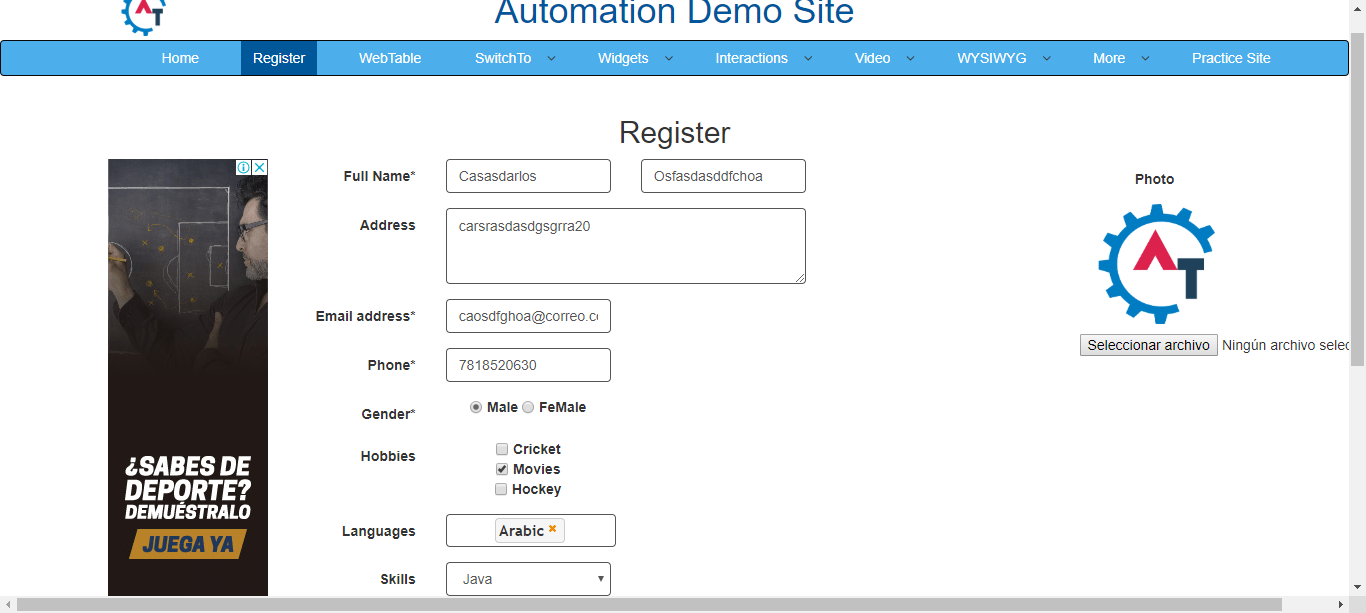 Automation Demo Site
Home Register WebTable SwitchTo Widgets Interactions Video WYSIWYG More Practice Site
Register
Full Name* Casasdarlos Osfasdasddfchoa
Photo
Address carsrasdasdgsgrra20
AT
Email address* caosdfghoa@correo.c
Seleccionar archivo Ningún archivo selec
Phone* 7818520630
Gender* Male FeMale
Hobbies Cricket
Movies
Hockey
Languages Arabic
Skills Java
¿SABES DE
DEPORTE?
DEMUÉSTRALO
JUEGA YA